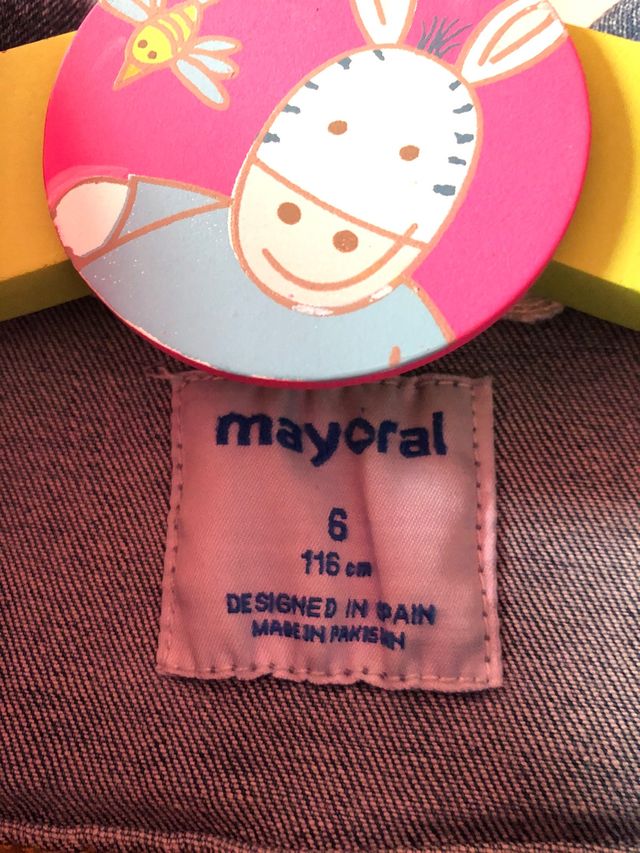 mayoral
6
116 cm
DESIGNED IN SPAIN
MADE IN PAKISTAN